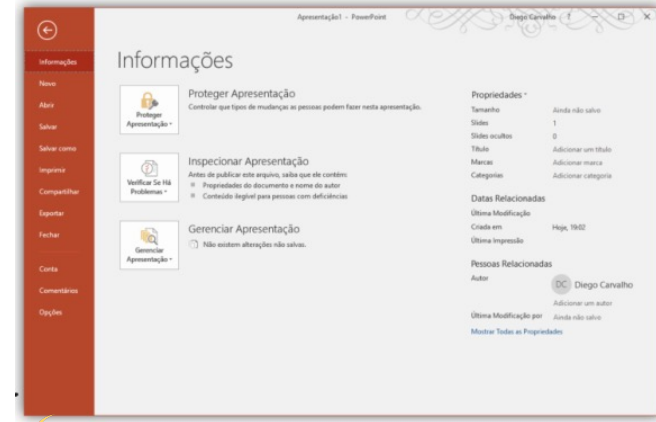 Apresentação1 - PowerPoint
Diego Carvalho ? — X
Informações
Novo
Abrir
Salvar
Salvar como
Imprimir
Compartilhar
Exportar
Fechar
Conta
Comentários
Opções
Informações
Proteger Apresentação
Proteger Apresentação
Controlar que tipos de mudanças as pessoas podem fazer nesta apresentação.
Verificar Se Há Problemas
Inspecionar Apresentação
Antes de publicar este arquivo, saiba que ele contém:
Propriedades do documento e nome do autor
Conteúdo ilegível para pessoas com deficiências
Gerenciar Apresentação
Gerenciar Apresentação
Não existem alterações não salvas.
Propriedades
Tamanho Ainda não salvo
Slides 1
Slides ocultos 0
Título Adicionar um título
Marcas Adicionar marca
Categorias Adicionar categoria
Datas Relacionadas
Última Modificação
Criada em Hoje, 19:02
Última Impressão
Pessoas Relacionadas
Autor
DC Diego Carvalho
Adicionar um autor
Última Modificação por Ainda não salvo
Mostrar Todas as Propriedades